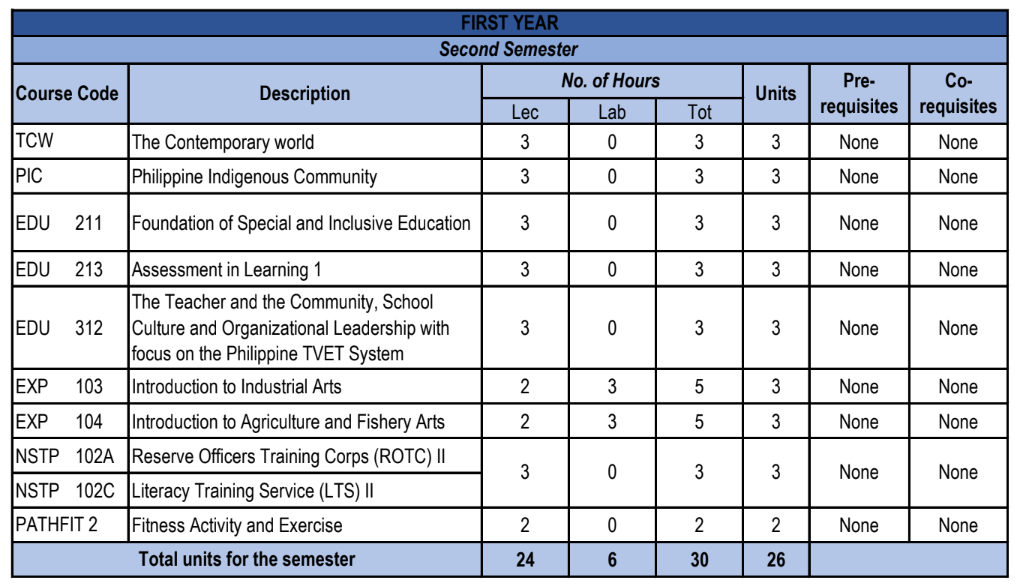 FIRST YEAR
Second Semester
Course Code Description No. of Hours Units Pre-requisites Co-requisites
Lec Lab Tot
TCW The Contemporary world 3 0 3 3 None None
PIC Philippine Indigenous Community 3 0 3 3 None None
EDU 211 Foundation of Special and Inclusive Education 3 0 3 3 None None
EDU 213 Assessment in Learning 1 3 0 3 3 None None
The Teacher and the Community, School
EDU 312 Culture and Organizational Leadership with 3 0 3 3 None None
focus on the Philippine TVET System
EXP 103 Introduction to Industrial Arts 2 3 5 3 None None
EXP 104 Introduction to Agriculture and Fishery Arts 2 3 5 3 None None
NSTP 102A Reserve Officers Training Corps (ROTC) II 3 0 3 3 None None
NSTP 102C Literacy Training Service (LTS) II
PATHFIT 2 Fitness Activity and Exercise 2 0 2 2 None None
Total units for the semester 24 6 30 26